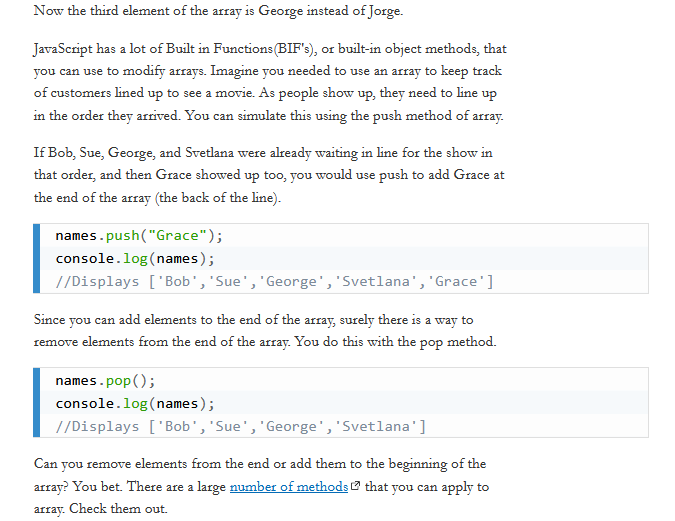 Now the third element of the array is George instead of Jorge.
JavaScript has a lot of Built in Functions(BIF's), or built-in object methods, that
you can use to modify arrays. Imagine you needed to use an array to keep track
of customers lined up to see a movie. As people show up, they need to line up
in the order they arrived. You can simulate this using the push method of array.
If Bob, Sue, George, and Svetlana were already waiting in line for the show in
that order, and then Grace showed up too, you would use push to add Grace at
the end of the array (the back of the line).
names.push("Grace");
console.log(names);
//Displays ['Bob','Sue','George','Svetlana','Grace']
Since you can add elements to the end of the array, surely there is a way to
remove elements from the end of the array. You do this with the pop method.
names.pop();
console.log(names);
//Displays ['Bob','Sue','George','Svetlana']
Can you remove elements from the end or add them to the beginning of the
array? You bet. There are a large number of methods that you can apply to
array. Check them out.